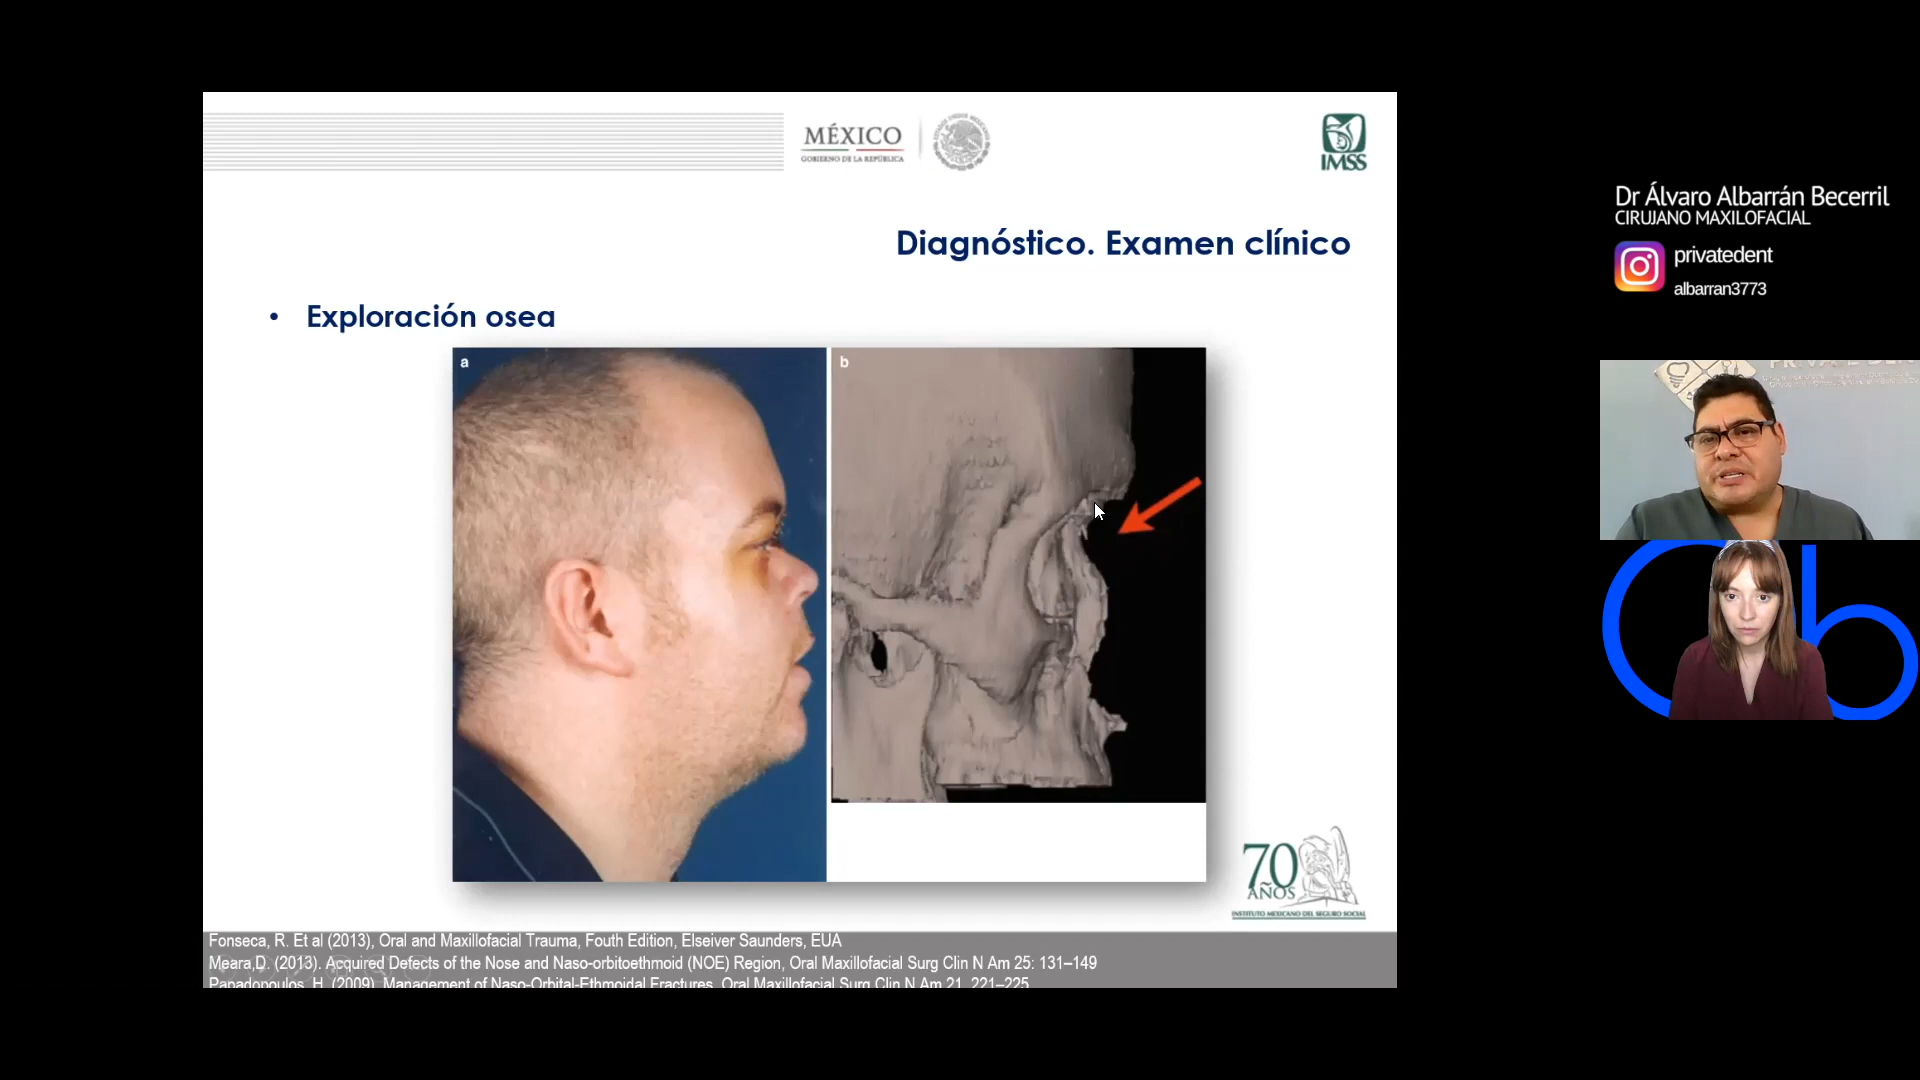 MÉXICO
GOBIERNO DE LA REPÚBLICA
IMSS
Diagnóstico. Examen clínico
• Exploración osea
a
b
70
AÑOS
INSTITUTO MEXICANO DEL SEGURO SOCIAL
Fonseca, R. Et al (2013), Oral and Maxillofacial Trauma, Fouth Edition, Elseiver Saunders, EUA
Meara,D. (2013). Acquired Defects of the Nose and Naso-orbitoethmoid (NOE) Region, Oral Maxillofacial Surg Clin N Am 25: 131–149
Papadopoulos, H. (2009). Management of Naso-Orbital-Ethmoidal Fractures, Oral Maxillofacial Surg Clin N Am 21, 221–225
Dr Álvaro Albarrán Becerril
CIRUJANO MAXILOFACIAL
privatedent
albarran3773